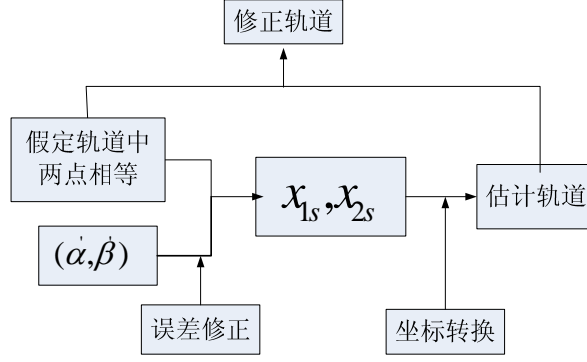 修正轨道
假定轨道中
两点相等
x1s,x2s
估计轨道
(α̇,β̇)
误差修正
坐标转换